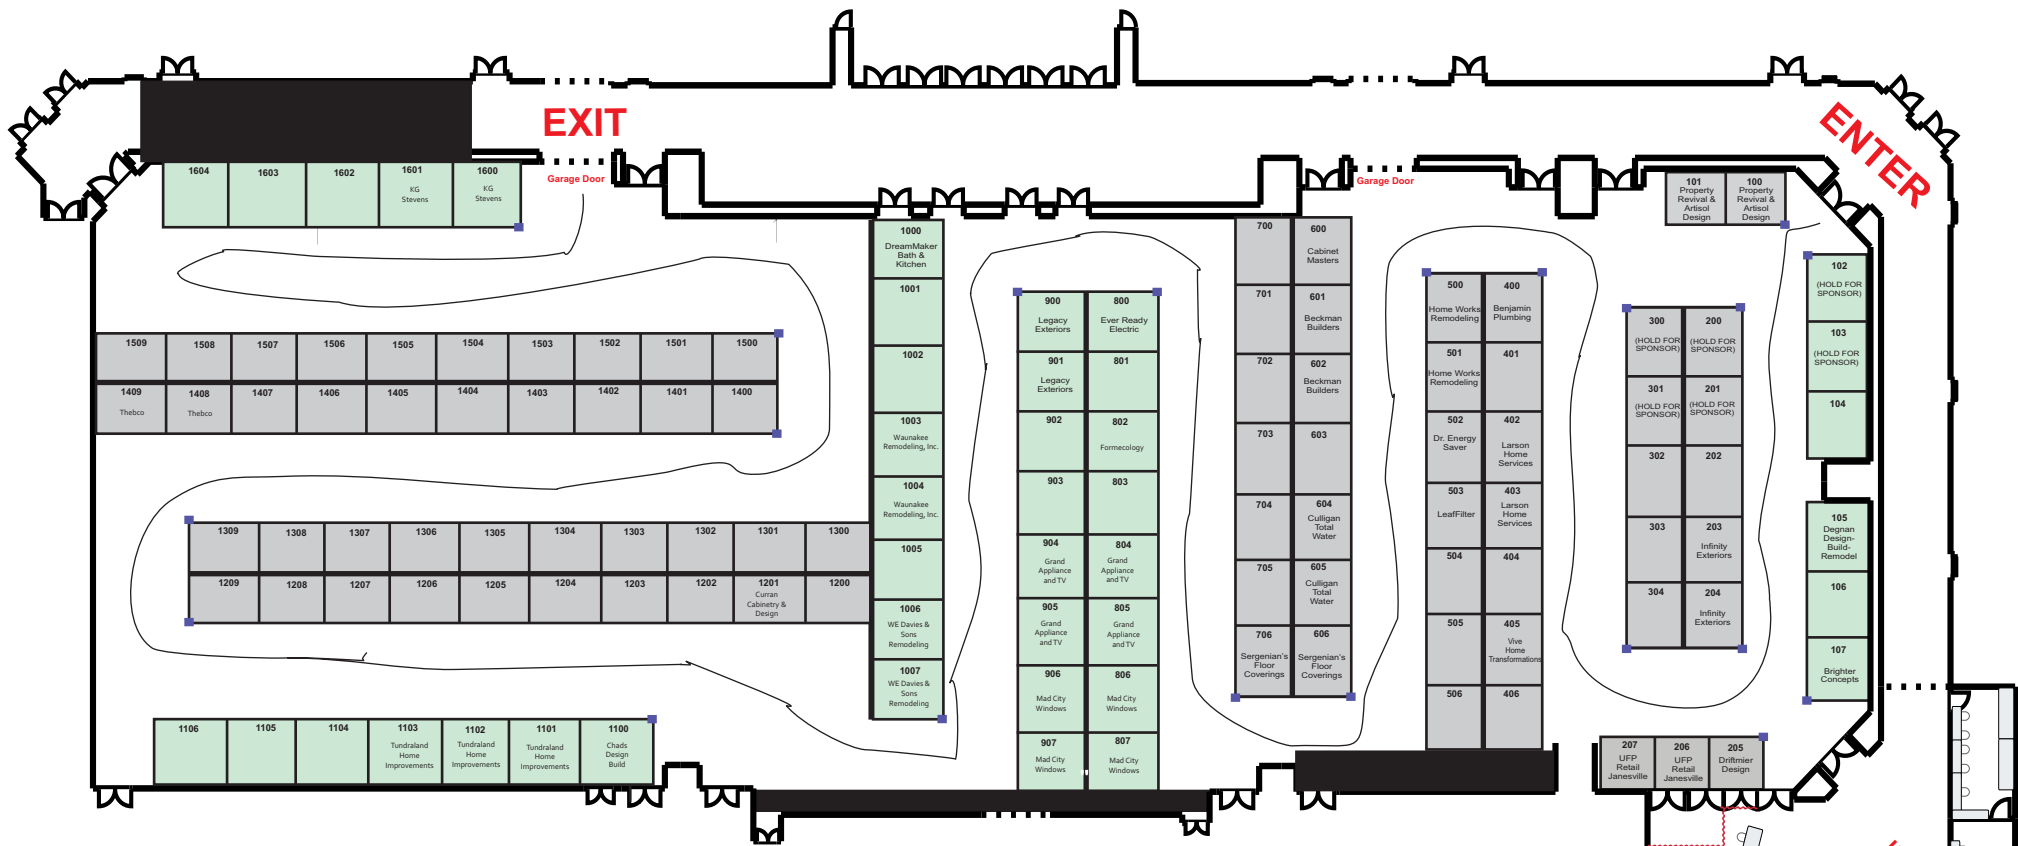 EXIT
ENTER
Garage Door
Garage Door
1604
1603
1602
1601
KG
Stevens
1600
KG
Stevens
101
Property
Revival &
Artisol
Design
100
Property
Revival &
Artisol
Design
102
(HOLD FOR
SPONSOR)
103
(HOLD FOR
SPONSOR)
104
105
Degnan
Design-
Build-
Remodel
106
107
Brighter
Concepts
300
(HOLD FOR
SPONSOR)
200
(HOLD FOR
SPONSOR)
301
(HOLD FOR
SPONSOR)
201
(HOLD FOR
SPONSOR)
302
202
303
203
Infinity
Exteriors
304
204
Infinity
Exteriors
207
UFP
Retail
Janesville
206
UFP
Retail
Janesville
205
Driftmier
Design
500
Home Works
Remodeling
400
Benjamin
Plumbing
501
Home Works
Remodeling
401
502
Dr. Energy
Saver
402
Larson
Home
Services
503
LeafFilter
403
Larson
Home
Services
504
404
505
405
Vive
Home
Transformations
506
406
700
600
Cabinet
Masters
701
601
Beckman
Builders
702
602
Beckman
Builders
703
603
704
604
Culligan
Total
Water
705
605
Culligan
Total
Water
706
Sergenian's
Floor
Coverings
606
Sergenian's
Floor
Coverings
900
Legacy
Exteriors
800
Ever Ready
Electric
901
Legacy
Exteriors
801
902
802
Formecology
903
803
904
Grand
Appliance
and TV
804
Grand
Appliance
and TV
905
Grand
Appliance
and TV
805
Grand
Appliance
and TV
906
Mad City
Windows
806
Mad City
Windows
907
Mad City
Windows
807
Mad City
Windows
1000
DreamMaker
Bath &
Kitchen
1001
1002
1003
Waunakee
Remodeling, Inc.
1004
Waunakee
Remodeling, Inc.
1005
1006
WE Davies &
Sons
Remodeling
1007
WE Davies &
Sons
Remodeling
1509
1508
1507
1506
1505
1504
1503
1502
1501
1500
1409
Thebco
1408
Thebco
1407
1406
1405
1404
1403
1402
1401
1400
1309
1308
1307
1306
1305
1304
1303
1302
1301
1300
1209
1208
1207
1206
1205
1204
1203
1202
1201
Curran
Cabinetry &
Design
1200
1106
1105
1104
1103
Tundraland
Home
Improvements
1102
Tundraland
Home
Improvements
1101
Tundraland
Home
Improvements
1100
Chads
Design
Build